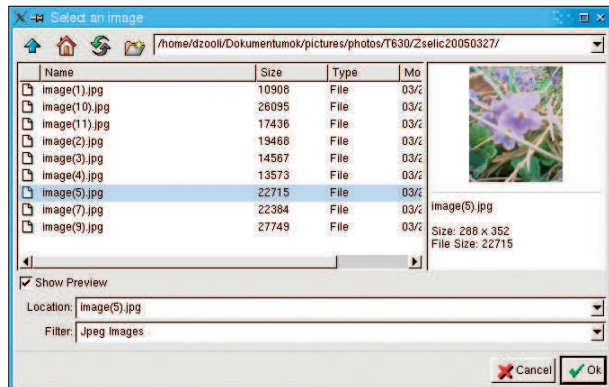 Select an image
/home/dzooli/Dokumentumok/pictures/photos/T630/Zselic20050327/
Name Size Type Mo
image(1).jpg 10908 File 03/2
image(10).jpg 26095 File 03/2
image(11).jpg 17436 File 03/2
image(2).jpg 19468 File 03/2
image(3).jpg 14567 File 03/2
image(4).jpg 13573 File 03/2
image(5).jpg 22715 File 03/2
image(7).jpg 22384 File 03/2
image(9).jpg 27749 File 03/2
image(5).jpg
Size: 288 x 352
File Size: 22715
Show Preview
Location: image(5).jpg
Filter: Jpeg Images
Cancel Ok